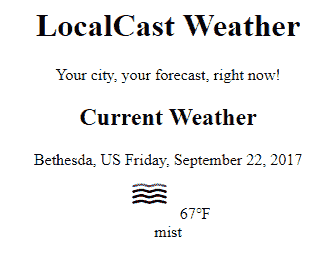 LocalCast Weather
Your city, your forecast, right now!
Current Weather
Bethesda, US Friday, September 22, 2017
67°F
mist